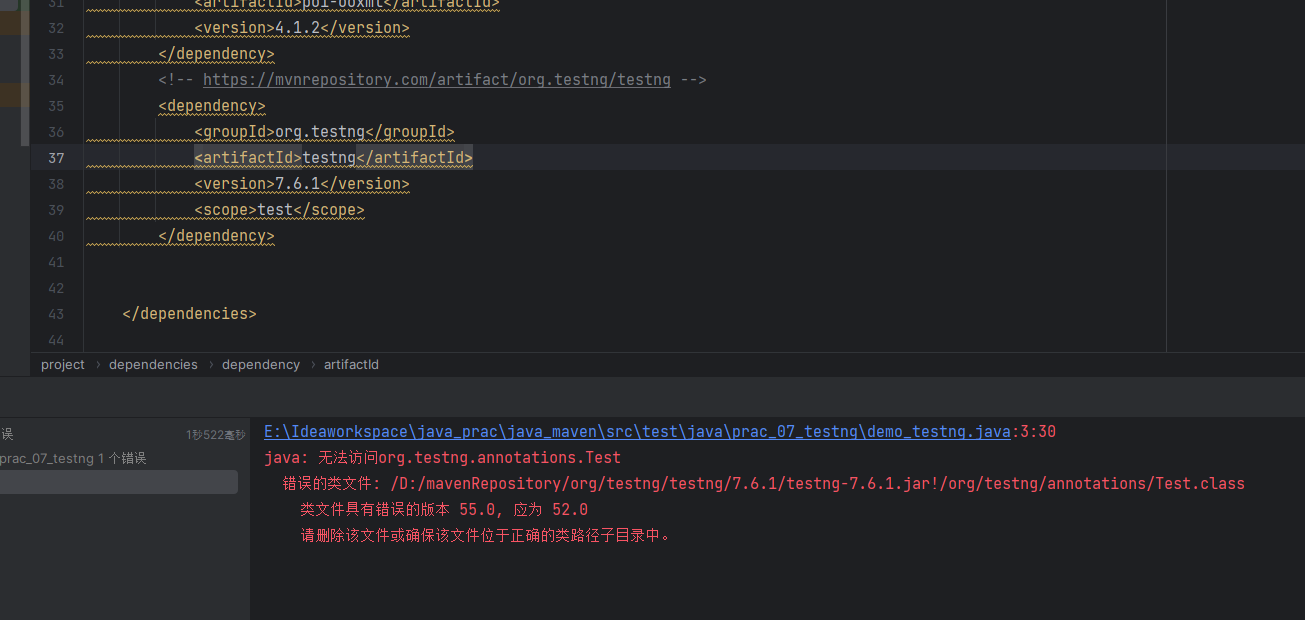 31 <artifactId>poi-ooxml</artifactId>
32 <version>4.1.2</version>
33 </dependency>
34 <!-- https://mvnrepository.com/artifact/org.testng/testng -->
35 <dependency>
36 <groupId>org.testng</groupId>
37 <artifactId>testng</artifactId>
38 <version>7.6.1</version>
39 <scope>test</scope>
40 </dependency>
41
42
43 </dependencies>
44
project › dependencies › dependency › artifactId
误 1秒522毫秒
prac_07_testng 1 个错误
E:\Ideaworkspace\java_prac\java_maven\src\test\java\prac_07_testng\demo_testng.java:3:30
java: 无法访问org.testng.annotations.Test
错误的类文件: /D:/mavenRepository/org/testng/testng/7.6.1/testng-7.6.1.jar!/org/testng/annotations/Test.class
类文件具有错误的版本 55.0, 应为 52.0
请删除该文件或确保该文件位于正确的类路径子目录中。